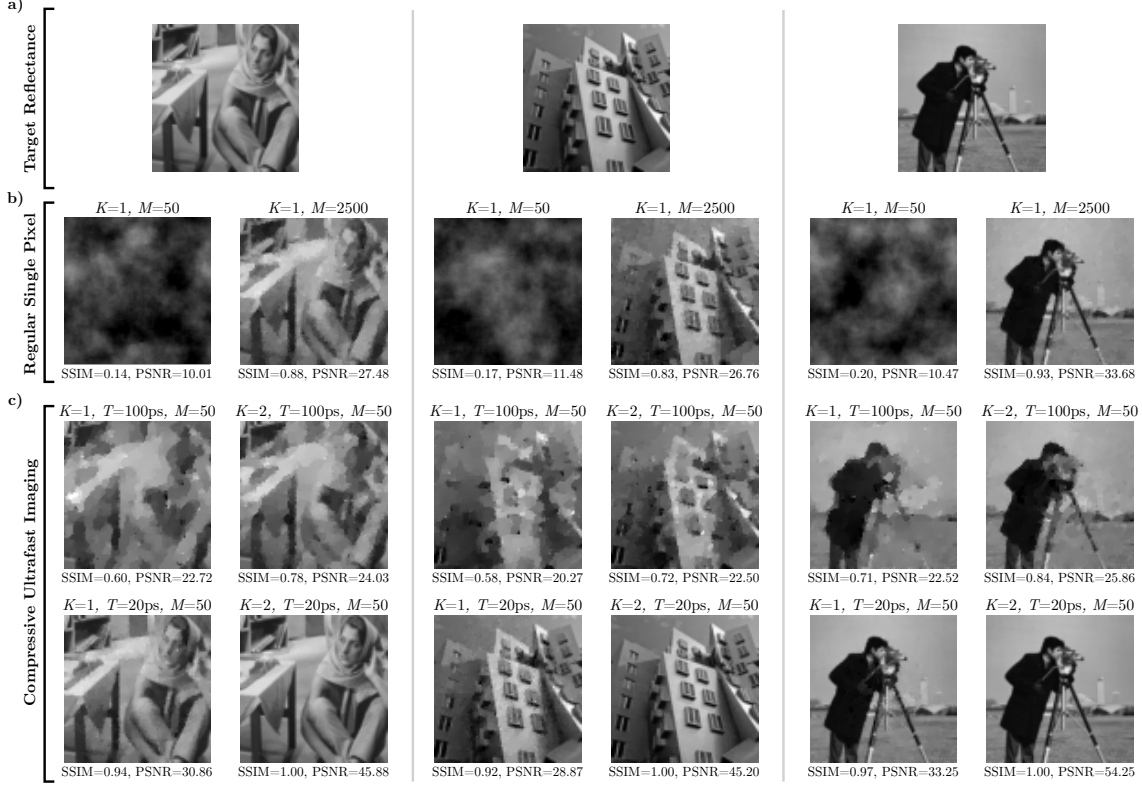 a)
Target Reflectance
b)
Regular Single Pixel
K=1, M=50
K=1, M=2500
K=1, M=50
K=1, M=2500
K=1, M=50
K=1, M=2500
SSIM=0.14, PSNR=10.01
SSIM=0.88, PSNR=27.48
SSIM=0.17, PSNR=11.48
SSIM=0.83, PSNR=26.76
SSIM=0.20, PSNR=10.47
SSIM=0.93, PSNR=33.68
c)
Compressive Ultrafast Imaging
K=1, T=100ps, M=50
K=2, T=100ps, M=50
K=1, T=100ps, M=50
K=2, T=100ps, M=50
K=1, T=100ps, M=50
K=2, T=100ps, M=50
SSIM=0.60, PSNR=22.72
SSIM=0.78, PSNR=24.03
SSIM=0.58, PSNR=20.27
SSIM=0.72, PSNR=22.50
SSIM=0.71, PSNR=22.52
SSIM=0.84, PSNR=25.86
K=1, T=20ps, M=50
K=2, T=20ps, M=50
K=1, T=20ps, M=50
K=2, T=20ps, M=50
K=1, T=20ps, M=50
K=2, T=20ps, M=50
SSIM=0.94, PSNR=30.86
SSIM=1.00, PSNR=45.88
SSIM=0.92, PSNR=28.87
SSIM=1.00, PSNR=45.20
SSIM=0.97, PSNR=33.25
SSIM=1.00, PSNR=54.25